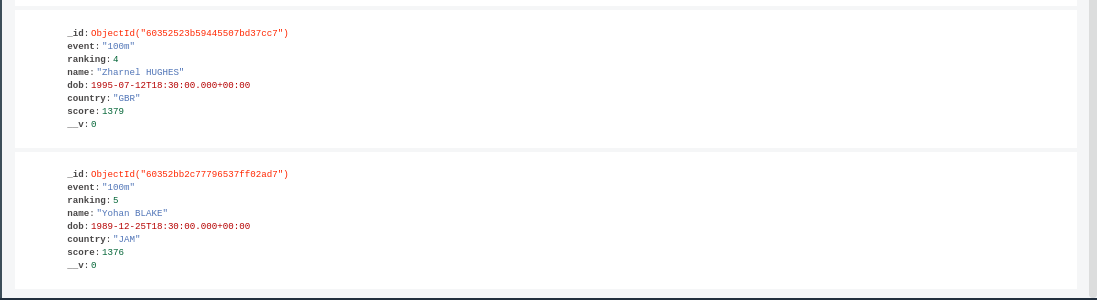 _id: ObjectId("60352523b59445507bd37cc7")
event: "100m"
ranking: 4
name: "Zharnel HUGHES"
dob: 1995-07-12T18:30:00.000+00:00
country: "GBR"
score: 1379
__v: 0
_id: ObjectId("60352bb2c77796537ff02ad7")
event: "100m"
ranking: 5
name: "Yohan BLAKE"
dob: 1989-12-25T18:30:00.000+00:00
country: "JAM"
score: 1376
__v: 0